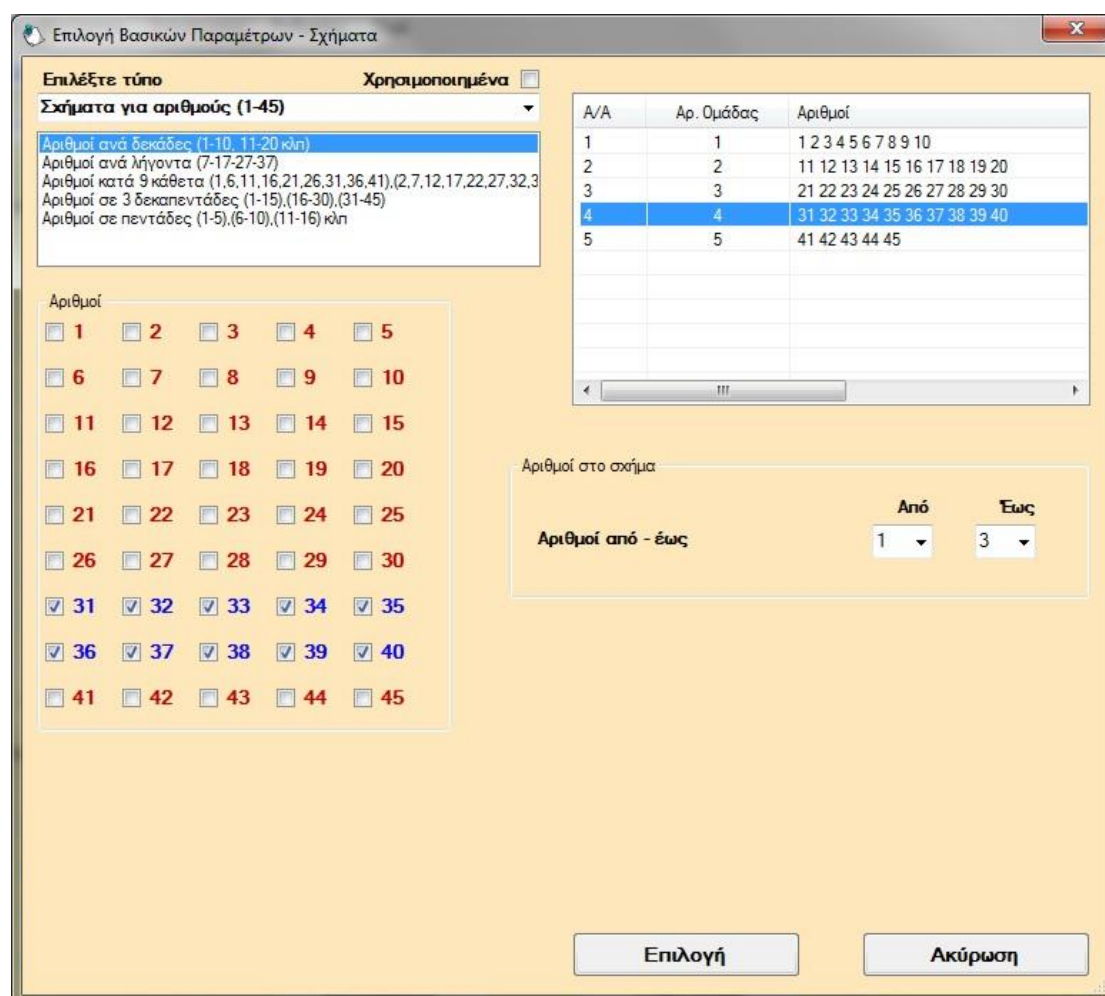 Επιλογή Βασικών Παραμέτρων - Σχήματα
Επιλέξτε τύπο Χρησιμοποιημένα
Σχήματα για αριθμούς (1-45)
Αριθμοί ανά δεκάδες (1-10, 11-20 κλπ)
Αριθμοί ανά λήγοντα (7-17-27-37)
Αριθμοί κατά 9 κάθετα (1,6,11,16,21,26,31,36,41),(2,7,12,17,22,27,32,3
Αριθμοί σε 3 δεκαπεντάδες (1-15),(16-30),(31-45)
Αριθμοί σε πεντάδες (1-5),(6-10),(11-16) κλπ
Α/Α Αρ. Ομάδας Αριθμοί
1 1 1 2 3 4 5 6 7 8 9 10
2 2 11 12 13 14 15 16 17 18 19 20
3 3 21 22 23 24 25 26 27 28 29 30
4 4 31 32 33 34 35 36 37 38 39 40
5 5 41 42 43 44 45
Αριθμοί
1 2 3 4 5
6 7 8 9 10
11 12 13 14 15
16 17 18 19 20
21 22 23 24 25
26 27 28 29 30
31 32 33 34 35
36 37 38 39 40
41 42 43 44 45
Αριθμοί στο σχήμα
Από Έως
Αριθμοί από - έως 1 3
Επιλογή Ακύρωση